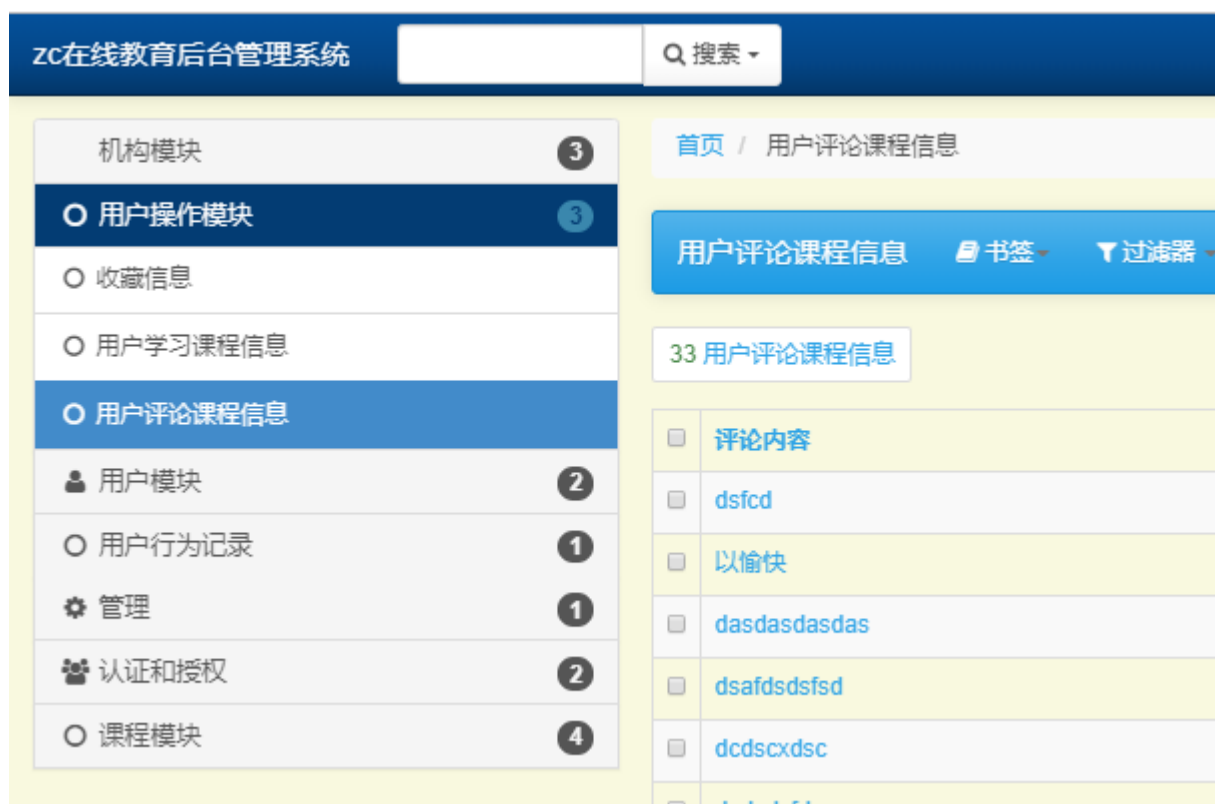 zc在线教育后台管理系统
搜索
机构模块 3
用户操作模块 3
收藏信息
用户学习课程信息
用户评论课程信息
用户模块 2
用户行为记录 1
管理 1
认证和授权 2
课程模块 4
首页 / 用户评论课程信息
用户评论课程信息 书签 过滤器
33 用户评论课程信息
评论内容
dsfcd
以愉快
dasdasdasdas
dsafdsdsfsd
dcdscxdsc